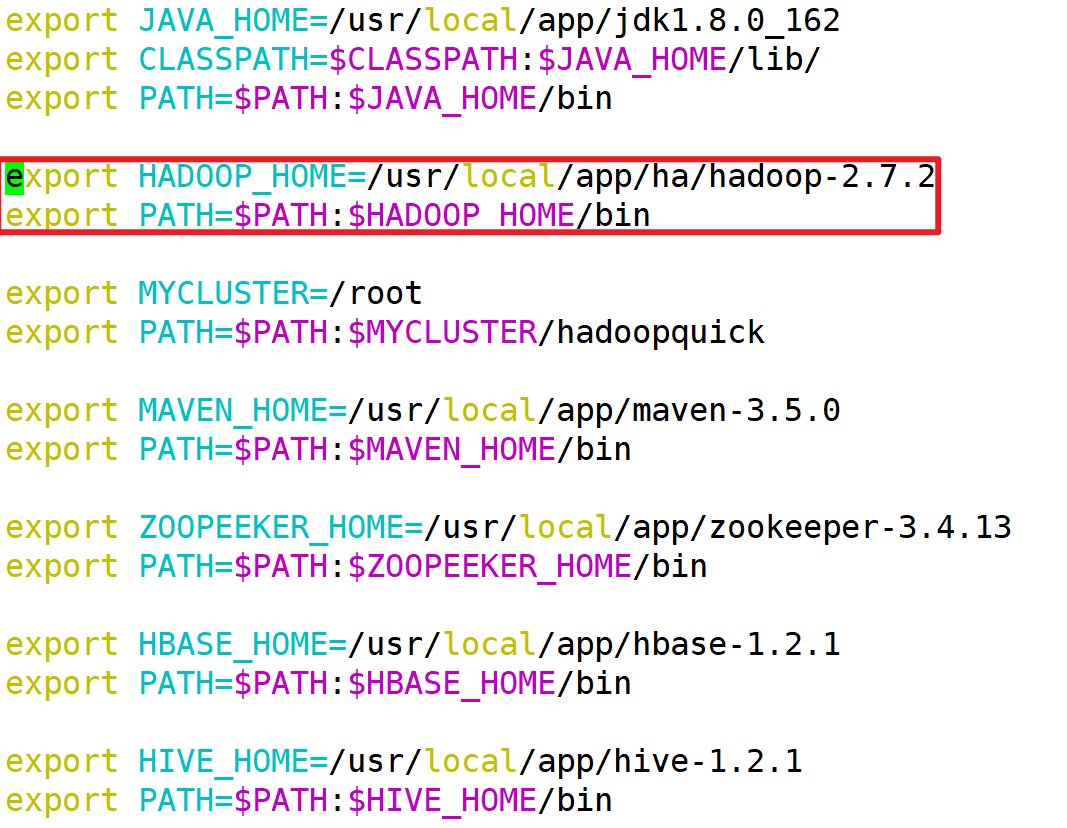 export JAVA_HOME=/usr/local/app/jdk1.8.0_162
export CLASSPATH=$CLASSPATH:$JAVA_HOME/lib/
export PATH=$PATH:$JAVA_HOME/bin
export HADOOP_HOME=/usr/local/app/ha/hadoop-2.7.2
export PATH=$PATH:$HADOOP_HOME/bin
export MYCLUSTER=/root
export PATH=$PATH:$MYCLUSTER/hadoopquick
export MAVEN_HOME=/usr/local/app/maven-3.5.0
export PATH=$PATH:$MAVEN_HOME/bin
export ZOOPEEKER_HOME=/usr/local/app/zookeeper-3.4.13
export PATH=$PATH:$ZOOPEEKER_HOME/bin
export HBASE_HOME=/usr/local/app/hbase-1.2.1
export PATH=$PATH:$HBASE_HOME/bin
export HIVE_HOME=/usr/local/app/hive-1.2.1
export PATH=$PATH:$HIVE_HOME/bin